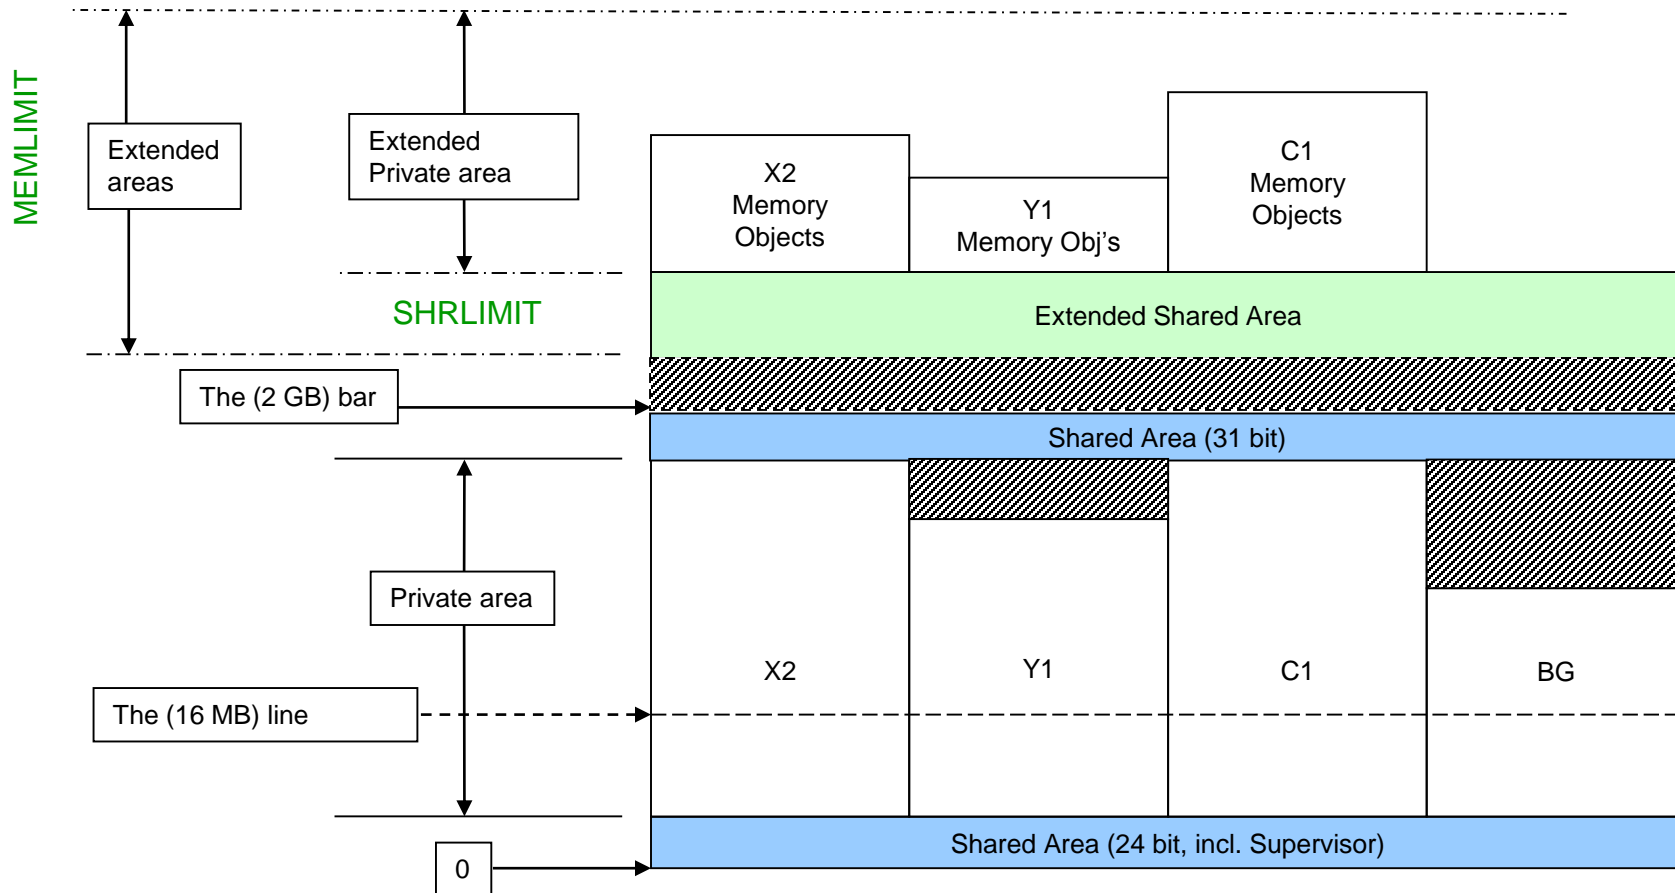 MEMLIMIT
Extended
areas
Extended
Private area
X2
Memory
Objects
Y1
Memory Obj's
C1
Memory
Objects
SHRLIMIT
Extended Shared Area
The (2 GB) bar
Shared Area (31 bit)
Private area
X2
Y1
C1
BG
The (16 MB) line
Shared Area (24 bit, incl. Supervisor)
0